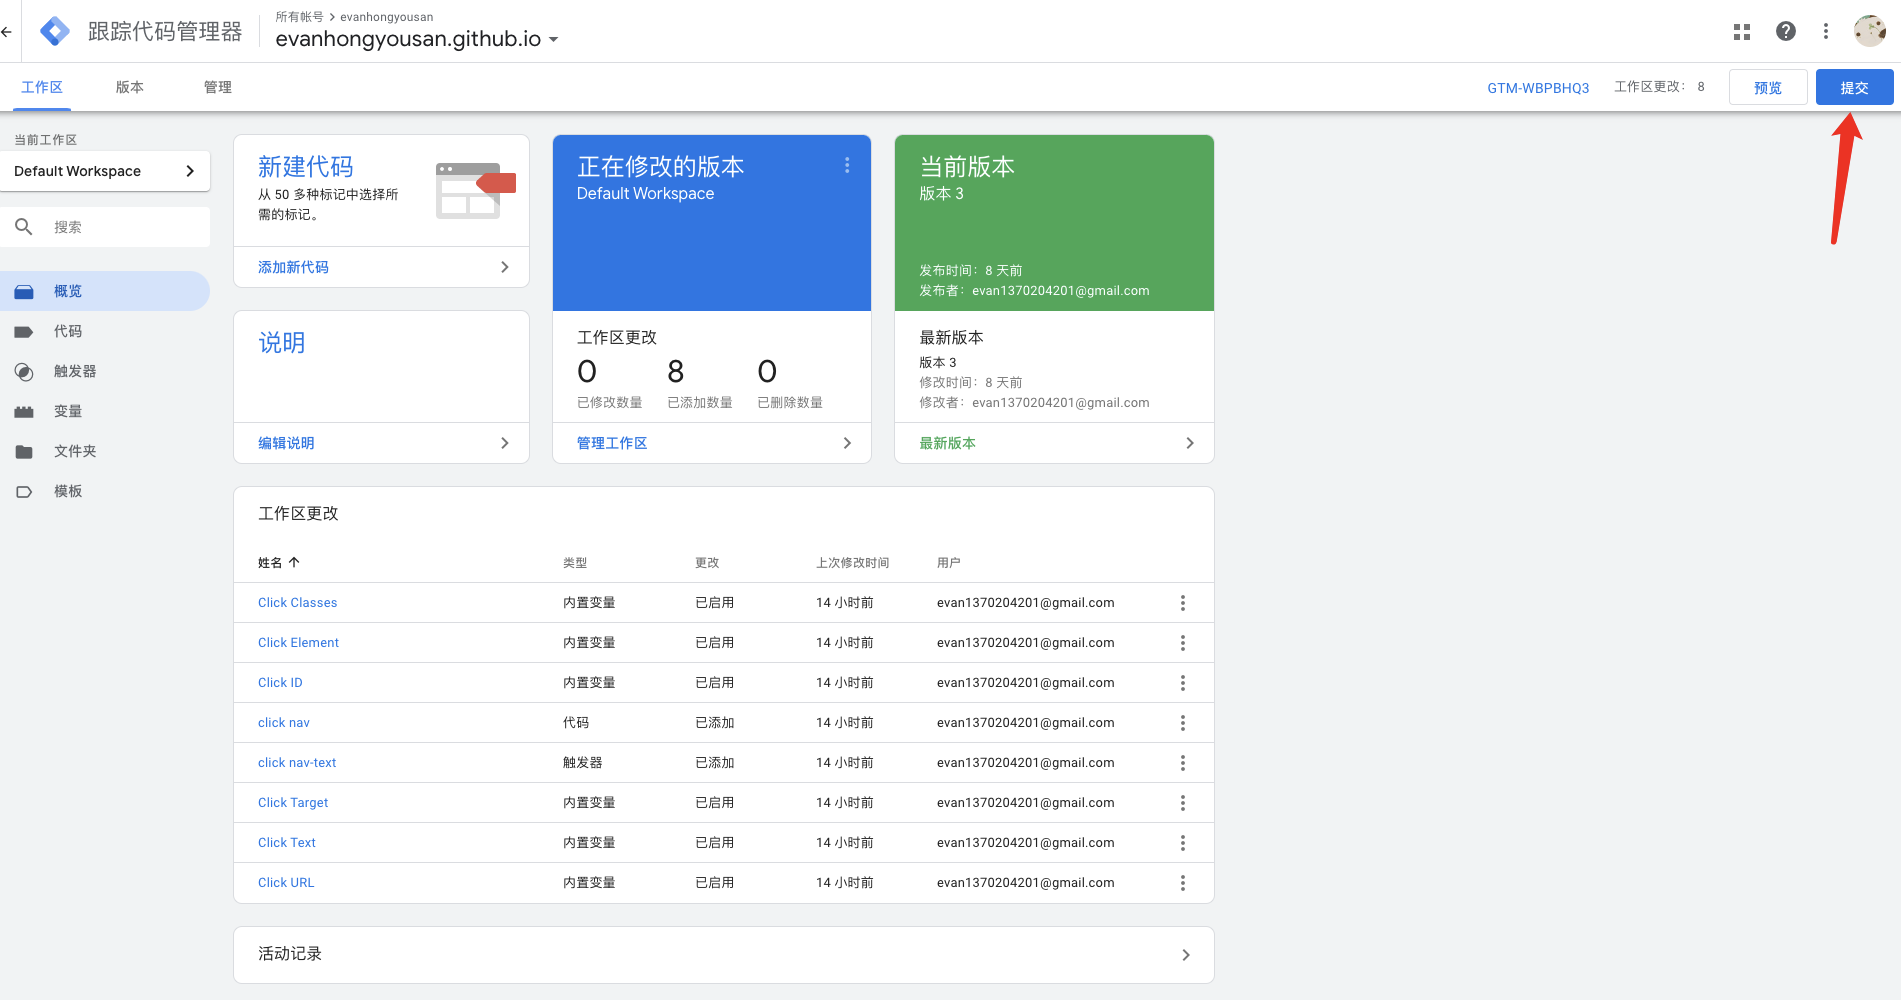 所有帐号 > evanhongyousan
跟踪代码管理器
evanhongyousan.github.io
工作区
版本
管理
GTM-WBPBHQ3
工作区更改： 8
预览
提交
当前工作区
Default Workspace
搜索
概览
代码
触发器
变量
文件夹
模板
新建代码
从 50 多种标记中选择所
需的标记。
添加新代码
说明
编辑说明
正在修改的版本
Default Workspace
工作区更改
0 8 0
已修改数量 已添加数量 已删除数量
管理工作区
当前版本
版本 3
发布时间： 8 天前
发布者： evan1370204201@gmail.com
最新版本
版本 3
修改时间： 8 天前
修改者： evan1370204201@gmail.com
最新版本
工作区更改
姓名 类型 更改 上次修改时间 用户
Click Classes 内置变量 已启用 14 小时前 evan1370204201@gmail.com
Click Element 内置变量 已启用 14 小时前 evan1370204201@gmail.com
Click ID 内置变量 已启用 14 小时前 evan1370204201@gmail.com
click nav 代码 已添加 14 小时前 evan1370204201@gmail.com
click nav-text 触发器 已添加 14 小时前 evan1370204201@gmail.com
Click Target 内置变量 已启用 14 小时前 evan1370204201@gmail.com
Click Text 内置变量 已启用 14 小时前 evan1370204201@gmail.com
Click URL 内置变量 已启用 14 小时前 evan1370204201@gmail.com
活动记录